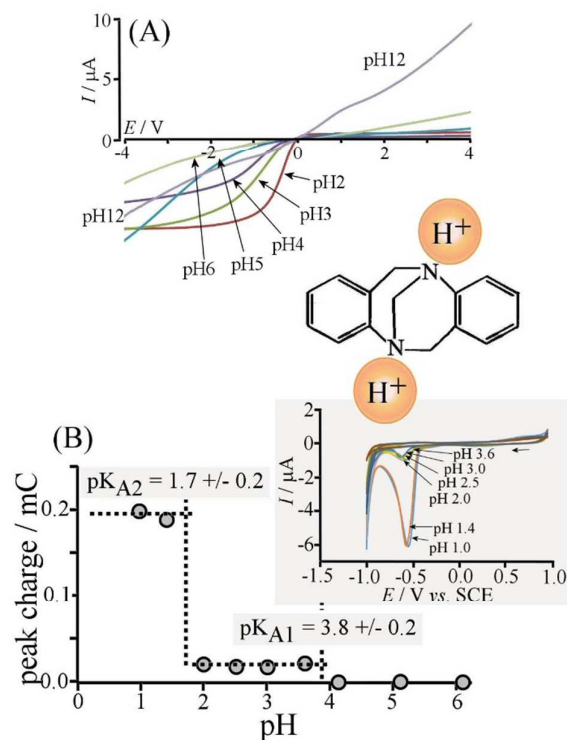 (A)
10
5
0
I / µA
E / V
-4
-2
0
2
4
pH12
pH2
pH3
pH4
pH5
pH6
pH12
N
H+
N
H+
(B)
pKA2 = 1.7 +/- 0.2
pKA1 = 3.8 +/- 0.2
peak charge / mC
0.2
0.1
0.0
0 1 2 3 4 5 6
pH
I / µA
2
0
-2
-4
-6
pH 3.6
pH 3.0
pH 2.5
pH 2.0
pH 1.4
pH 1.0
-1.5 -1.0 -0.5 0.0 0.5 1.0
E / V vs. SCE